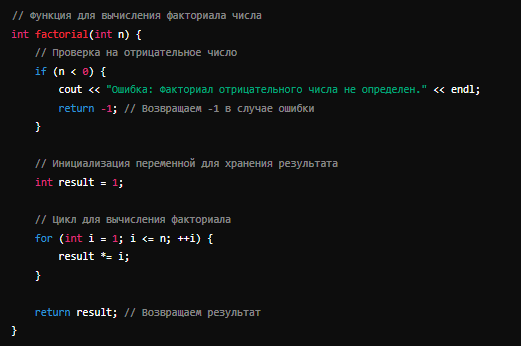 // Функция для вычисления факториала числа
int factorial(int n) {
    // Проверка на отрицательное число
    if (n < 0) {
        cout << "Ошибка: Факториал отрицательного числа не определен." << endl;
        return -1; // Возвращаем -1 в случае ошибки
    }

    // Инициализация переменной для хранения результата
    int result = 1;

    // Цикл для вычисления факториала
    for (int i = 1; i <= n; ++i) {
        result *= i;
    }

    return result; // Возвращаем результат
}